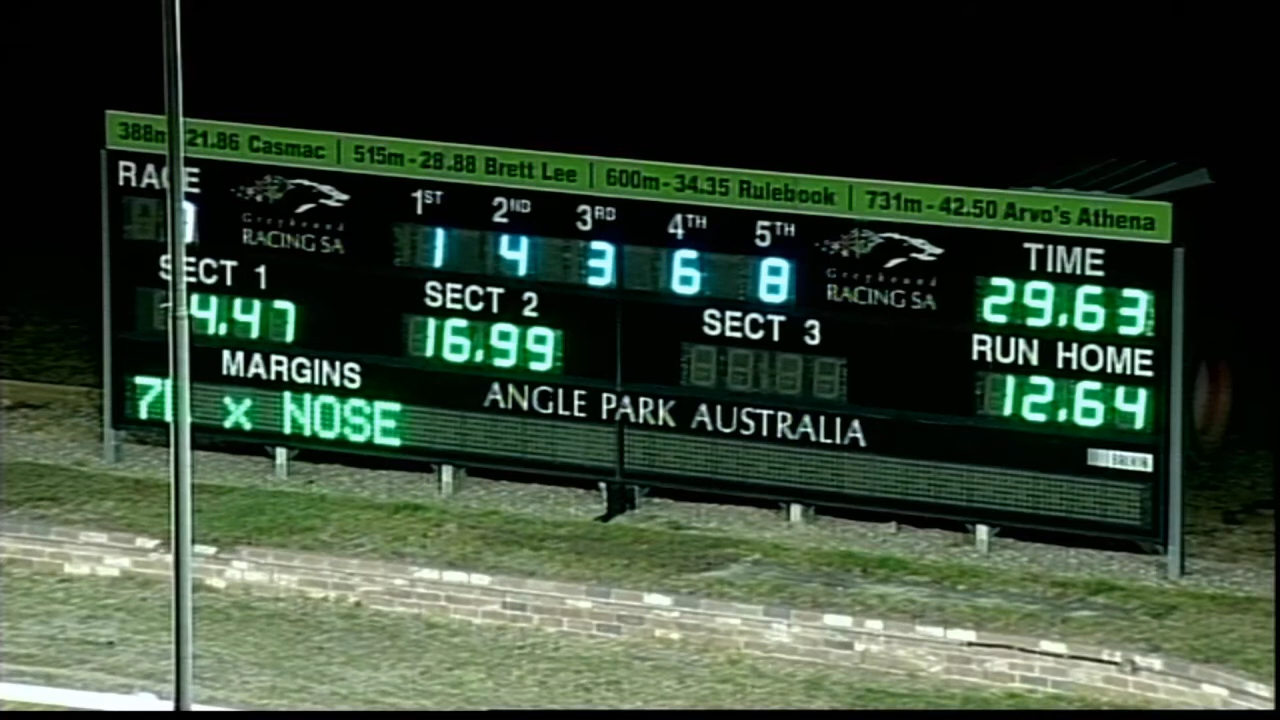 388m - 21.86 Casmac | 515m - 28.88 Brett Lee | 600m - 34.35 Rulebook | 731m - 42.50 Arvo's Athena
RACE
Greyhound
RACING SA
1ST 2ND 3RD 4TH 5TH
1 4 3 6 8
Greyhound
RACING SA
TIME
29.63
SECT 1
4.47
SECT 2
16.99
SECT 3
RUN HOME
12.64
MARGINS
x NOSE
ANGLE PARK AUSTRALIA